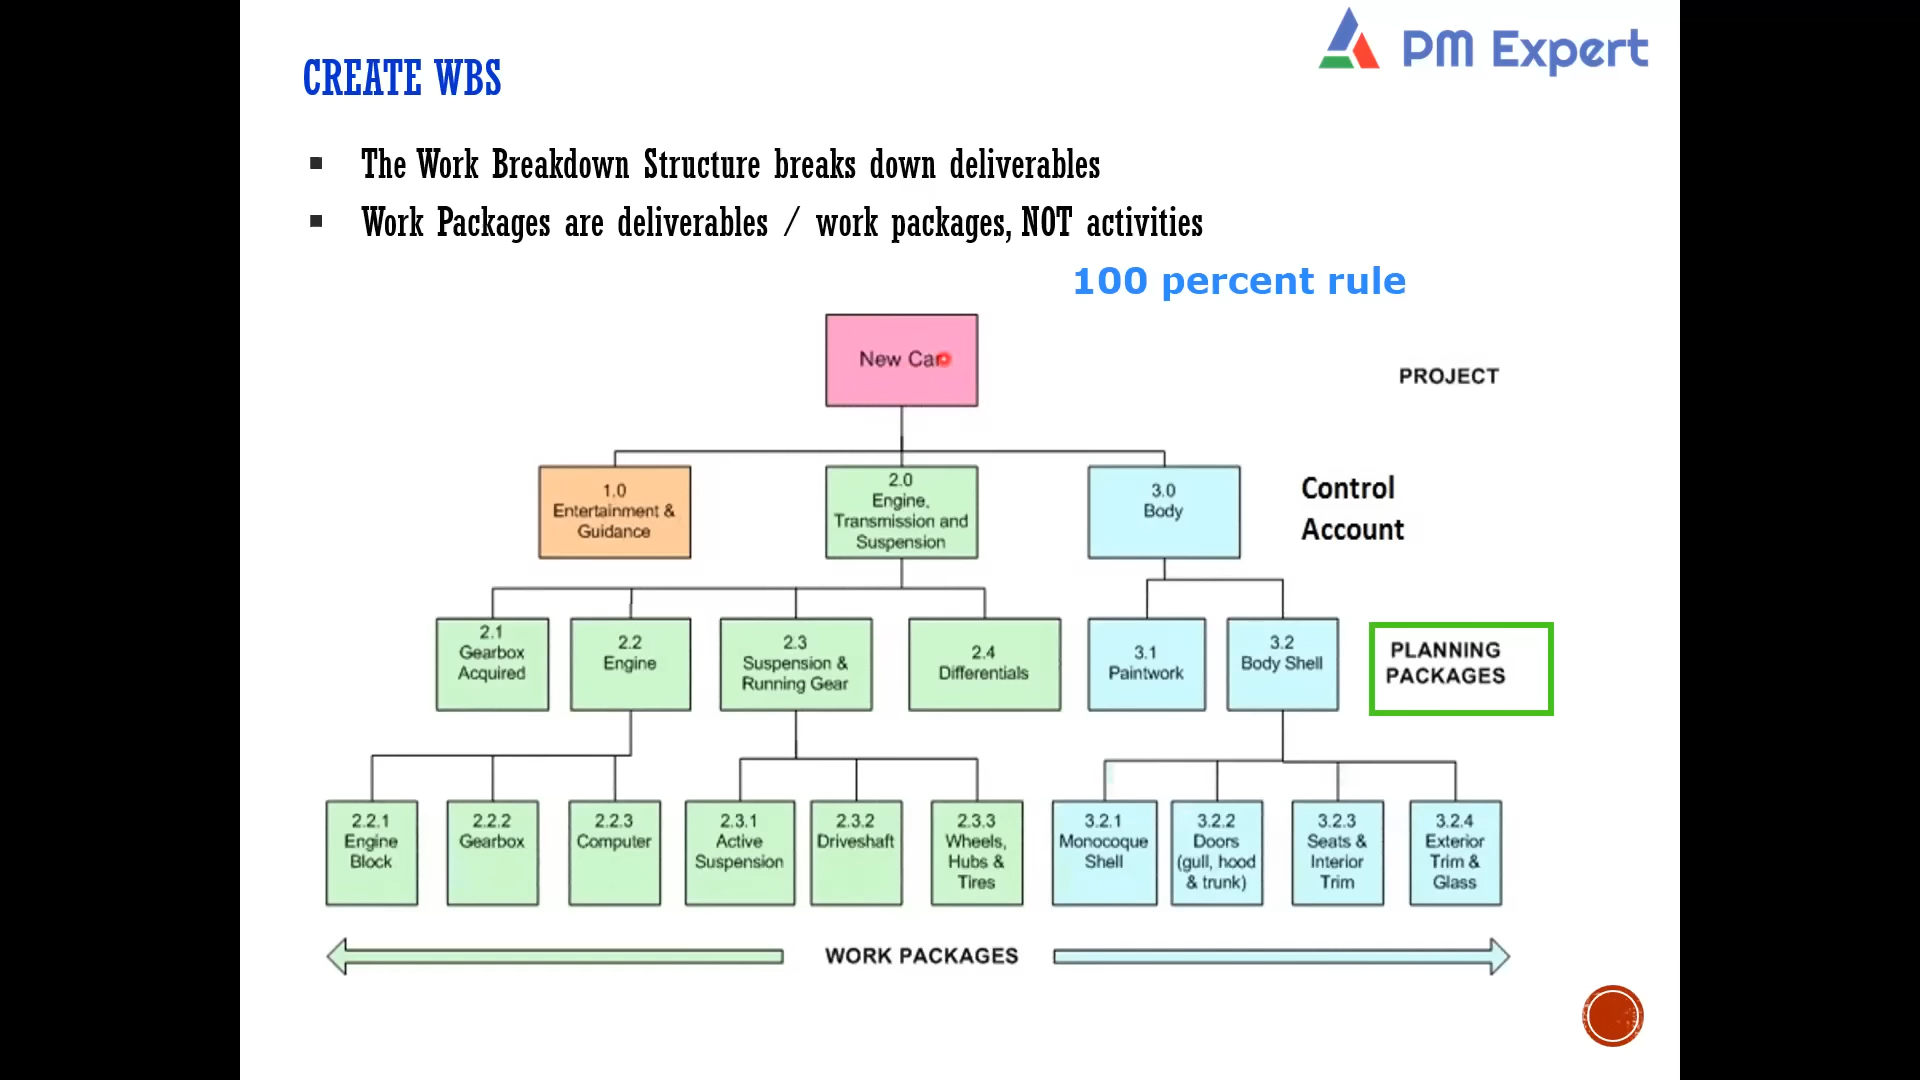 PM Expert
CREATE WBS
▪ The Work Breakdown Structure breaks down deliverables
▪ Work Packages are deliverables / work packages, NOT activities
100 percent rule
New Car
PROJECT
1.0
Entertainment &
Guidance
2.0
Engine,
Transmission and
Suspension
3.0
Body
Control
Account
2.1
Gearbox
Acquired
2.2
Engine
2.3
Suspension &
Running Gear
2.4
Differentials
3.1
Paintwork
3.2
Body Shell
PLANNING
PACKAGES
2.2.1
Engine
Block
2.2.2
Gearbox
2.2.3
Computer
2.3.1
Active
Suspension
2.3.2
Driveshaft
2.3.3
Wheels,
Hubs &
Tires
3.2.1
Monocoque
Shell
3.2.2
Doors
(gull, hood
& trunk)
3.2.3
Seats &
Interior
Trim
3.2.4
Exterior
Trim &
Glass
WORK PACKAGES